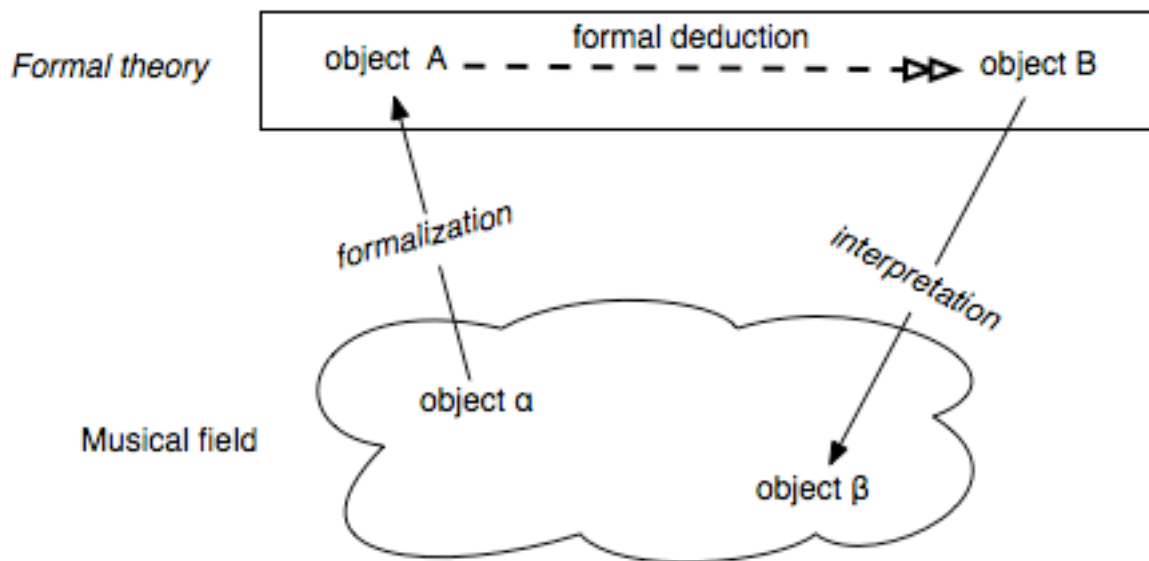 formal deduction
Formal theory
object A
object B
formalization
interpretation
object α
Musical field
object β